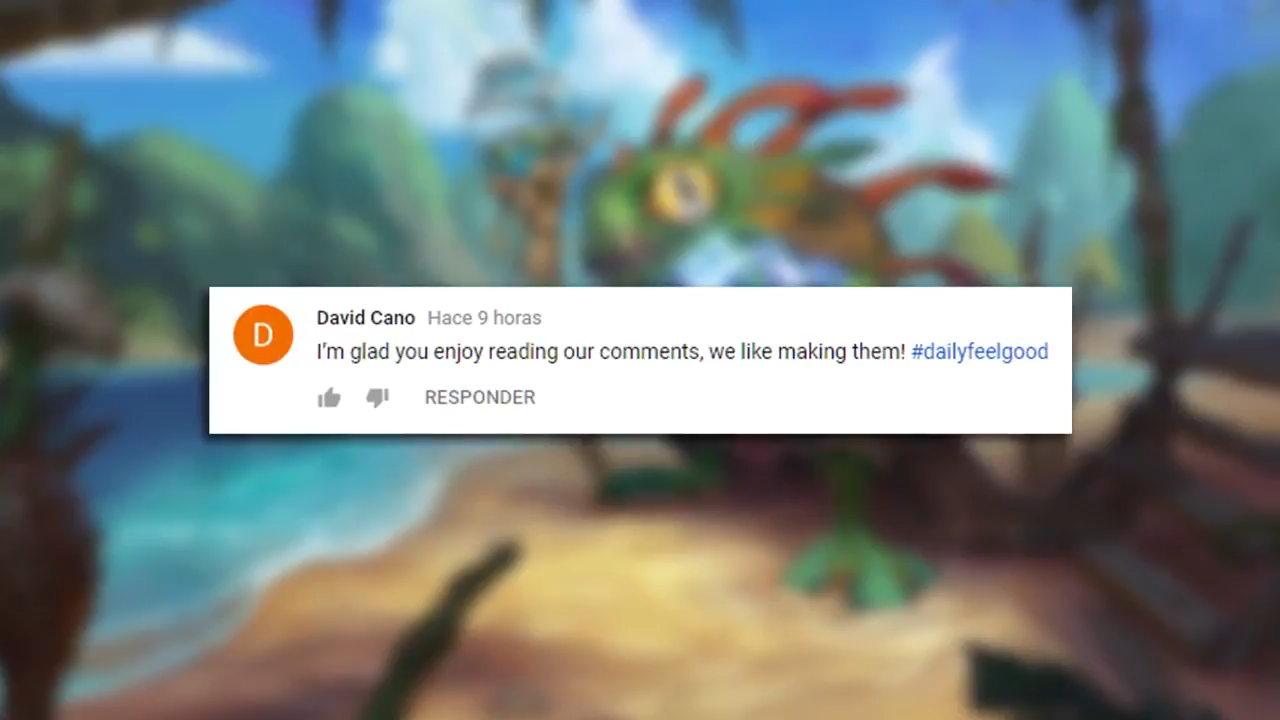 D
David Cano Hace 9 horas
I'm glad you enjoy reading our comments, we like making them! #dailyfeelgood
RESPONDER